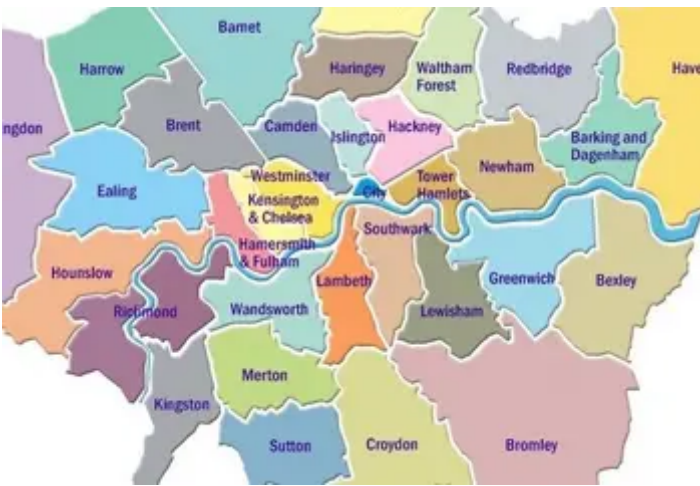 Barnet
Harrow
Haringey
Waltham
Forest
Redbridge
Have
ngdon
Brent
Camden
Islington
Hackney
Barking and
Dagenham
Newham
Ealing
Westminster
City
Tower
Hamlets
Kensington
& Chelsea
Southwark
Hamersmith
& Fulham
Hounslow
Lambeth
Greenwich
Bexley
Richmond
Wandsworth
Lewisham
Merton
Kingston
Sutton
Croydon
Bromley